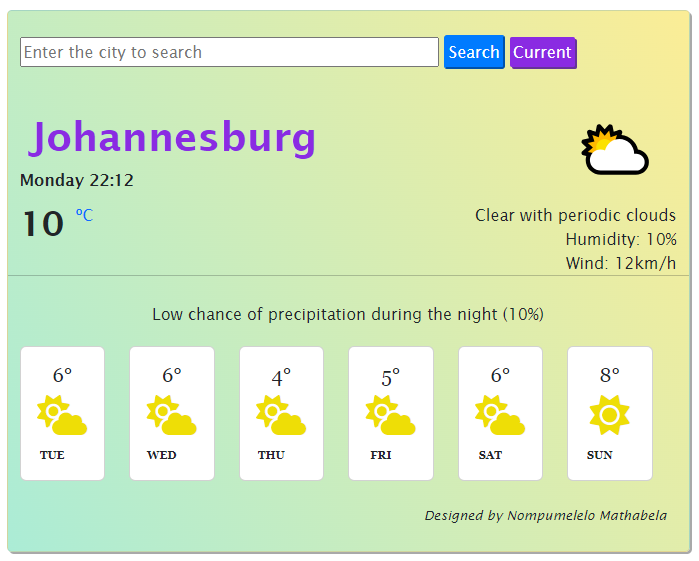 Enter the city to search Search Current
Johannesburg
Monday 22:12
10 °C
Clear with periodic clouds
Humidity: 10%
Wind: 12km/h
Low chance of precipitation during the night (10%)
6° 6° 4° 5° 6° 8°
TUE WED THU FRI SAT SUN
Designed by Nompumelelo Mathabela